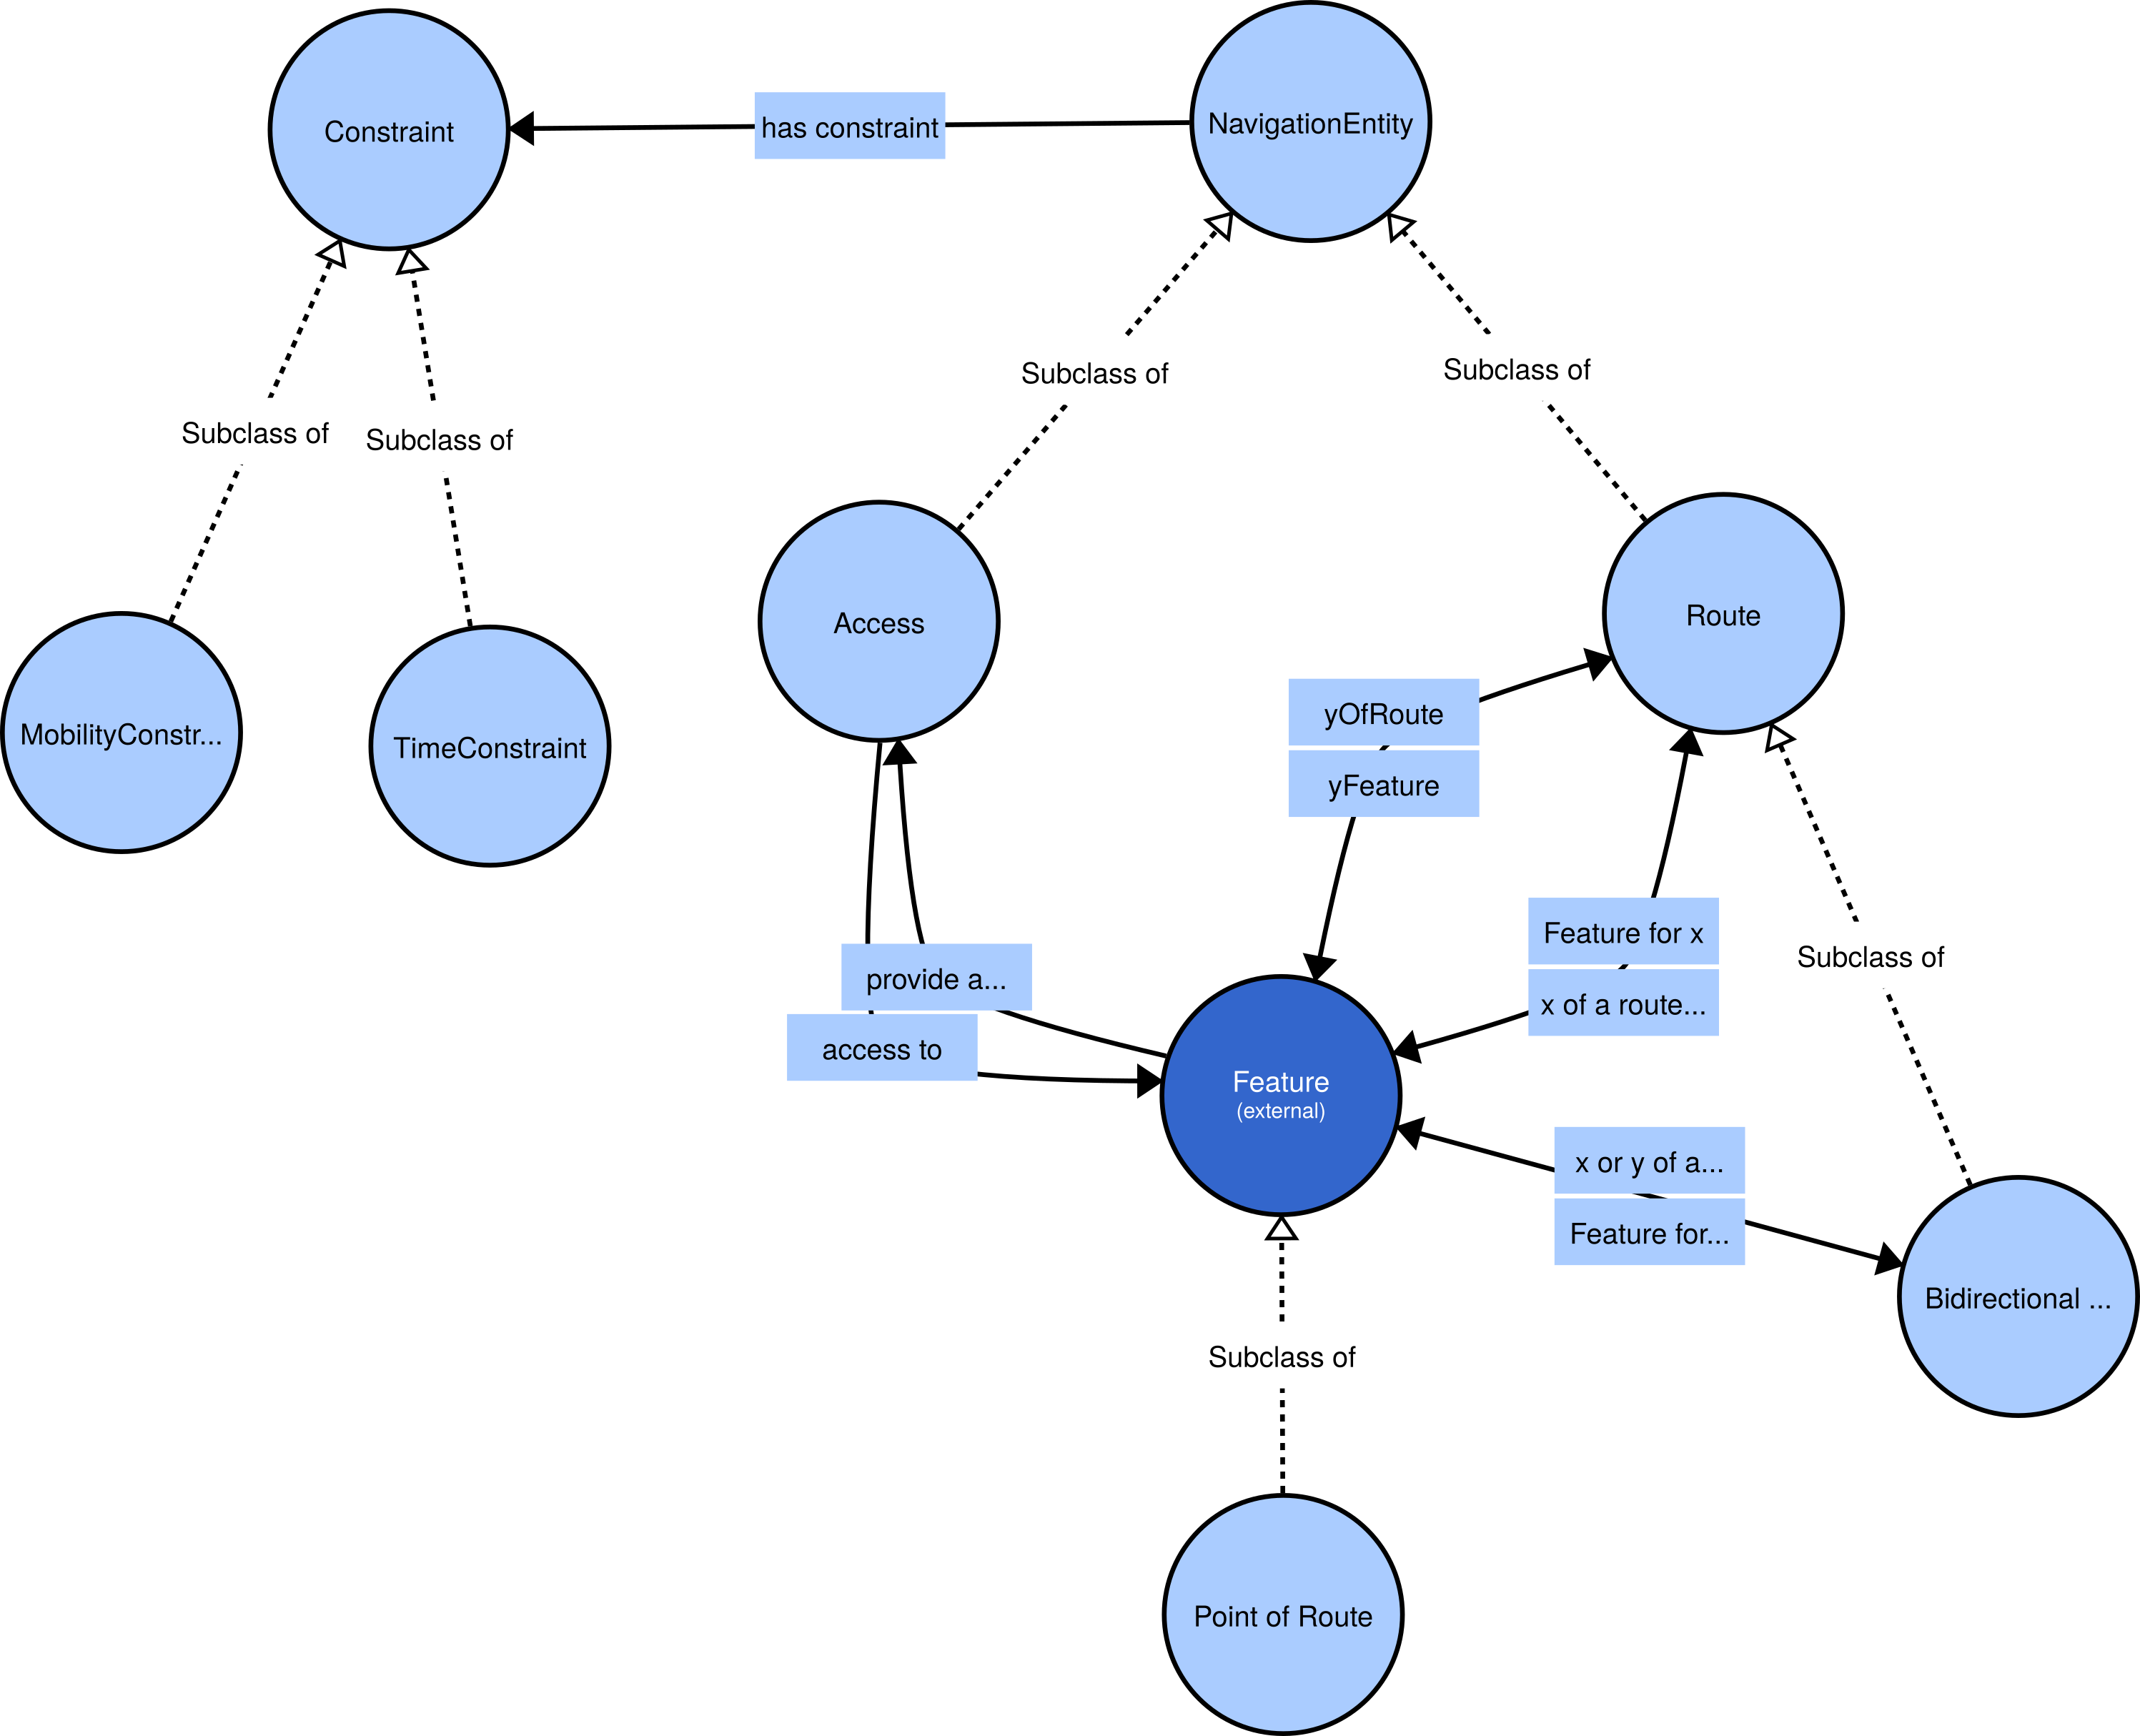 Constraint
has constraint
NavigationEntity
Subclass of
Subclass of
Subclass of
Subclass of
Access
Route
MobilityConstr...
TimeConstraint
yOfRoute
yFeature
Feature for x
x of a route...
Subclass of
provide a...
access to
Feature
(external)
x or y of a...
Feature for...
Bidirectional ...
Subclass of
Point of Route